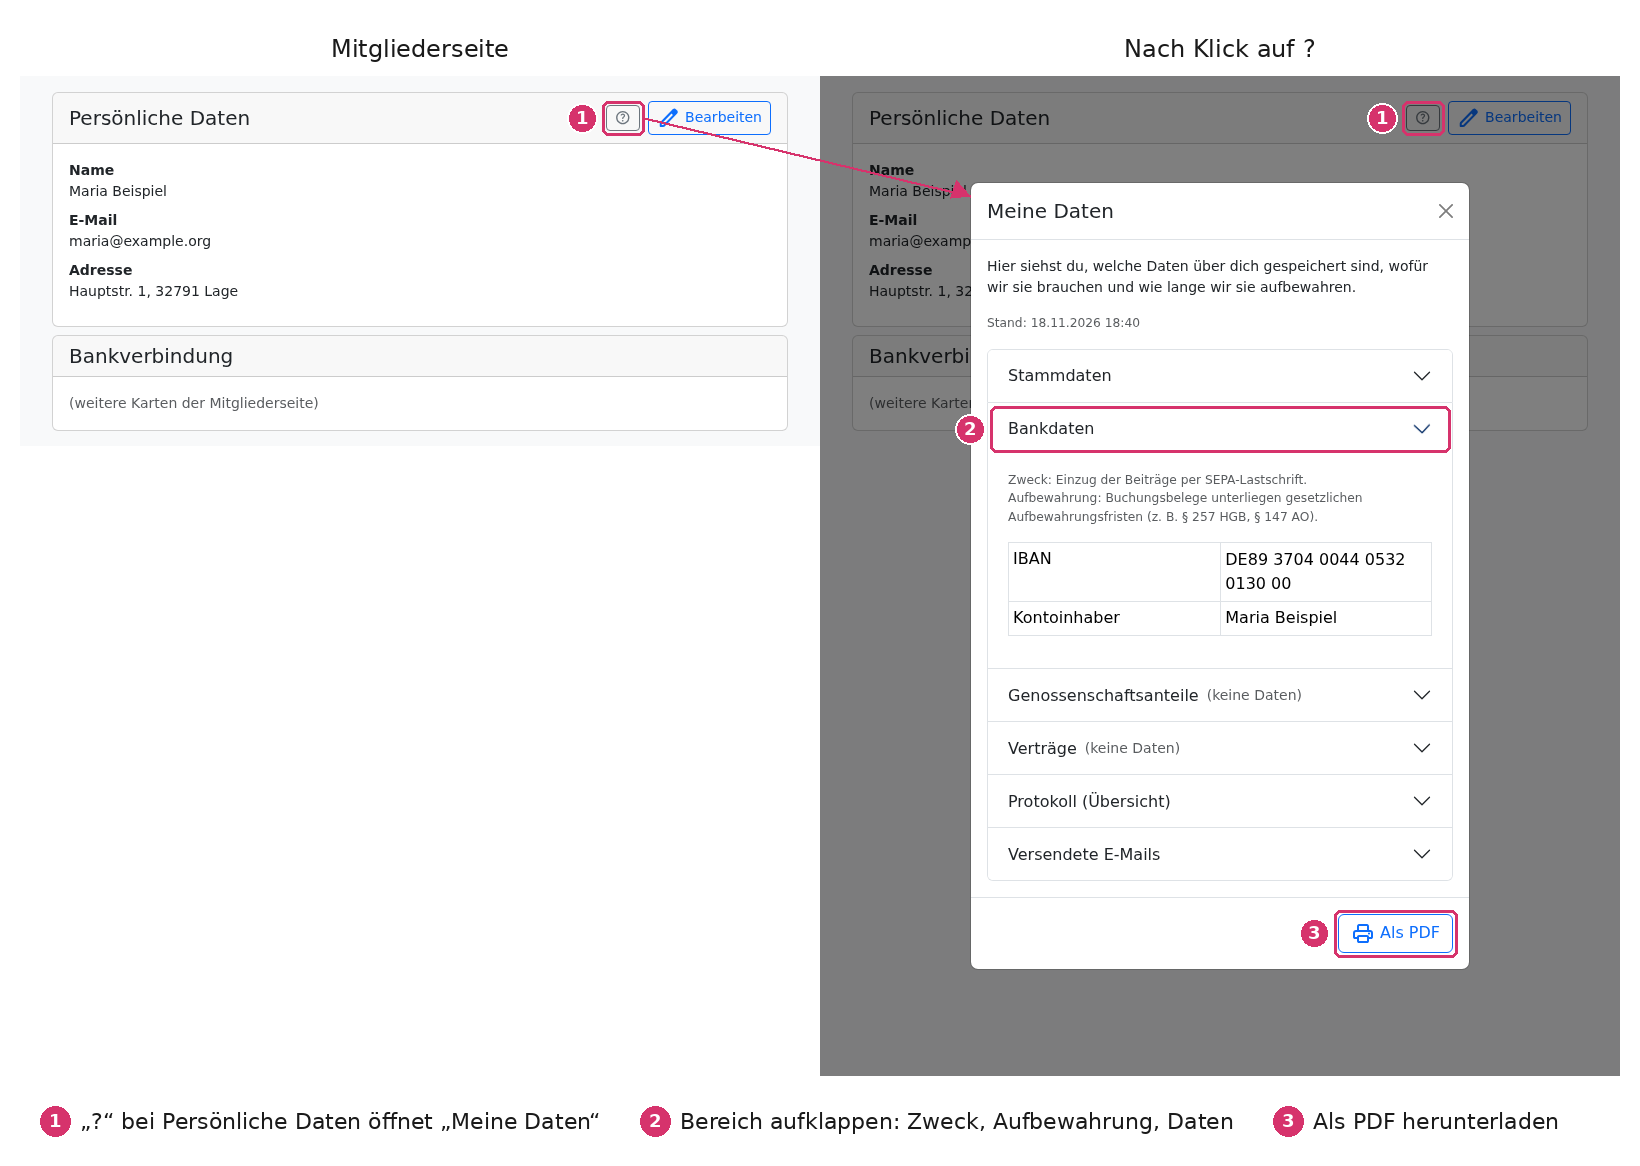 Mitgliederseite
Persönliche Daten
1
?
Bearbeiten
Name
Maria Beispiel
E-Mail
maria@example.org
Adresse
Hauptstr. 1, 32791 Lage
Bankverbindung
(weitere Karten der Mitgliederseite)
Nach Klick auf ?
Persönliche Daten
1
?
Bearbeiten
Name
Maria Beispiel
E-Mail
maria@examp
Adresse
Hauptstr. 1, 32
Bankverbi
(weitere Karte
Meine Daten
Hier siehst du, welche Daten über dich gespeichert sind, wofür
wir sie brauchen und wie lange wir sie aufbewahren.
Stand: 18.11.2026 18:40
Stammdaten
2
Bankdaten
Zweck: Einzug der Beiträge per SEPA-Lastschrift.
Aufbewahrung: Buchungsbelege unterliegen gesetzlichen
Aufbewahrungsfristen (z. B. § 257 HGB, § 147 AO).
IBAN
DE89 3704 0044 0532
0130 00
Kontoinhaber
Maria Beispiel
Genossenschaftsanteile (keine Daten)
Verträge (keine Daten)
Protokoll (Übersicht)
Versendete E-Mails
3
Als PDF
1 „?“ bei Persönliche Daten öffnet „Meine Daten“
2 Bereich aufklappen: Zweck, Aufbewahrung, Daten
3 Als PDF herunterladen